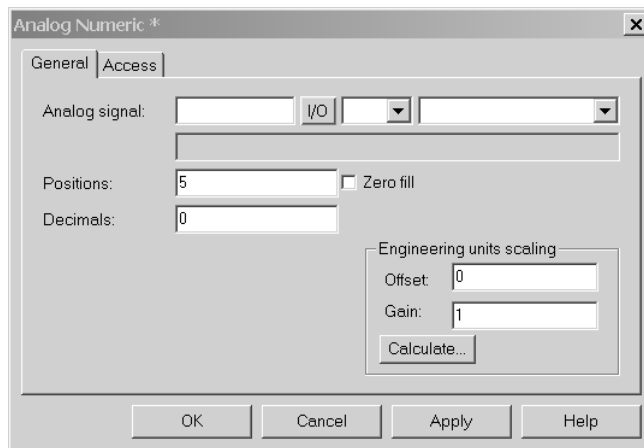 Analog Numeric *
General Access
Analog signal: I/O
Positions: 5 Zero fill
Decimals: 0
Engineering units scaling
Offset: 0
Gain: 1
Calculate...
OK Cancel Apply Help